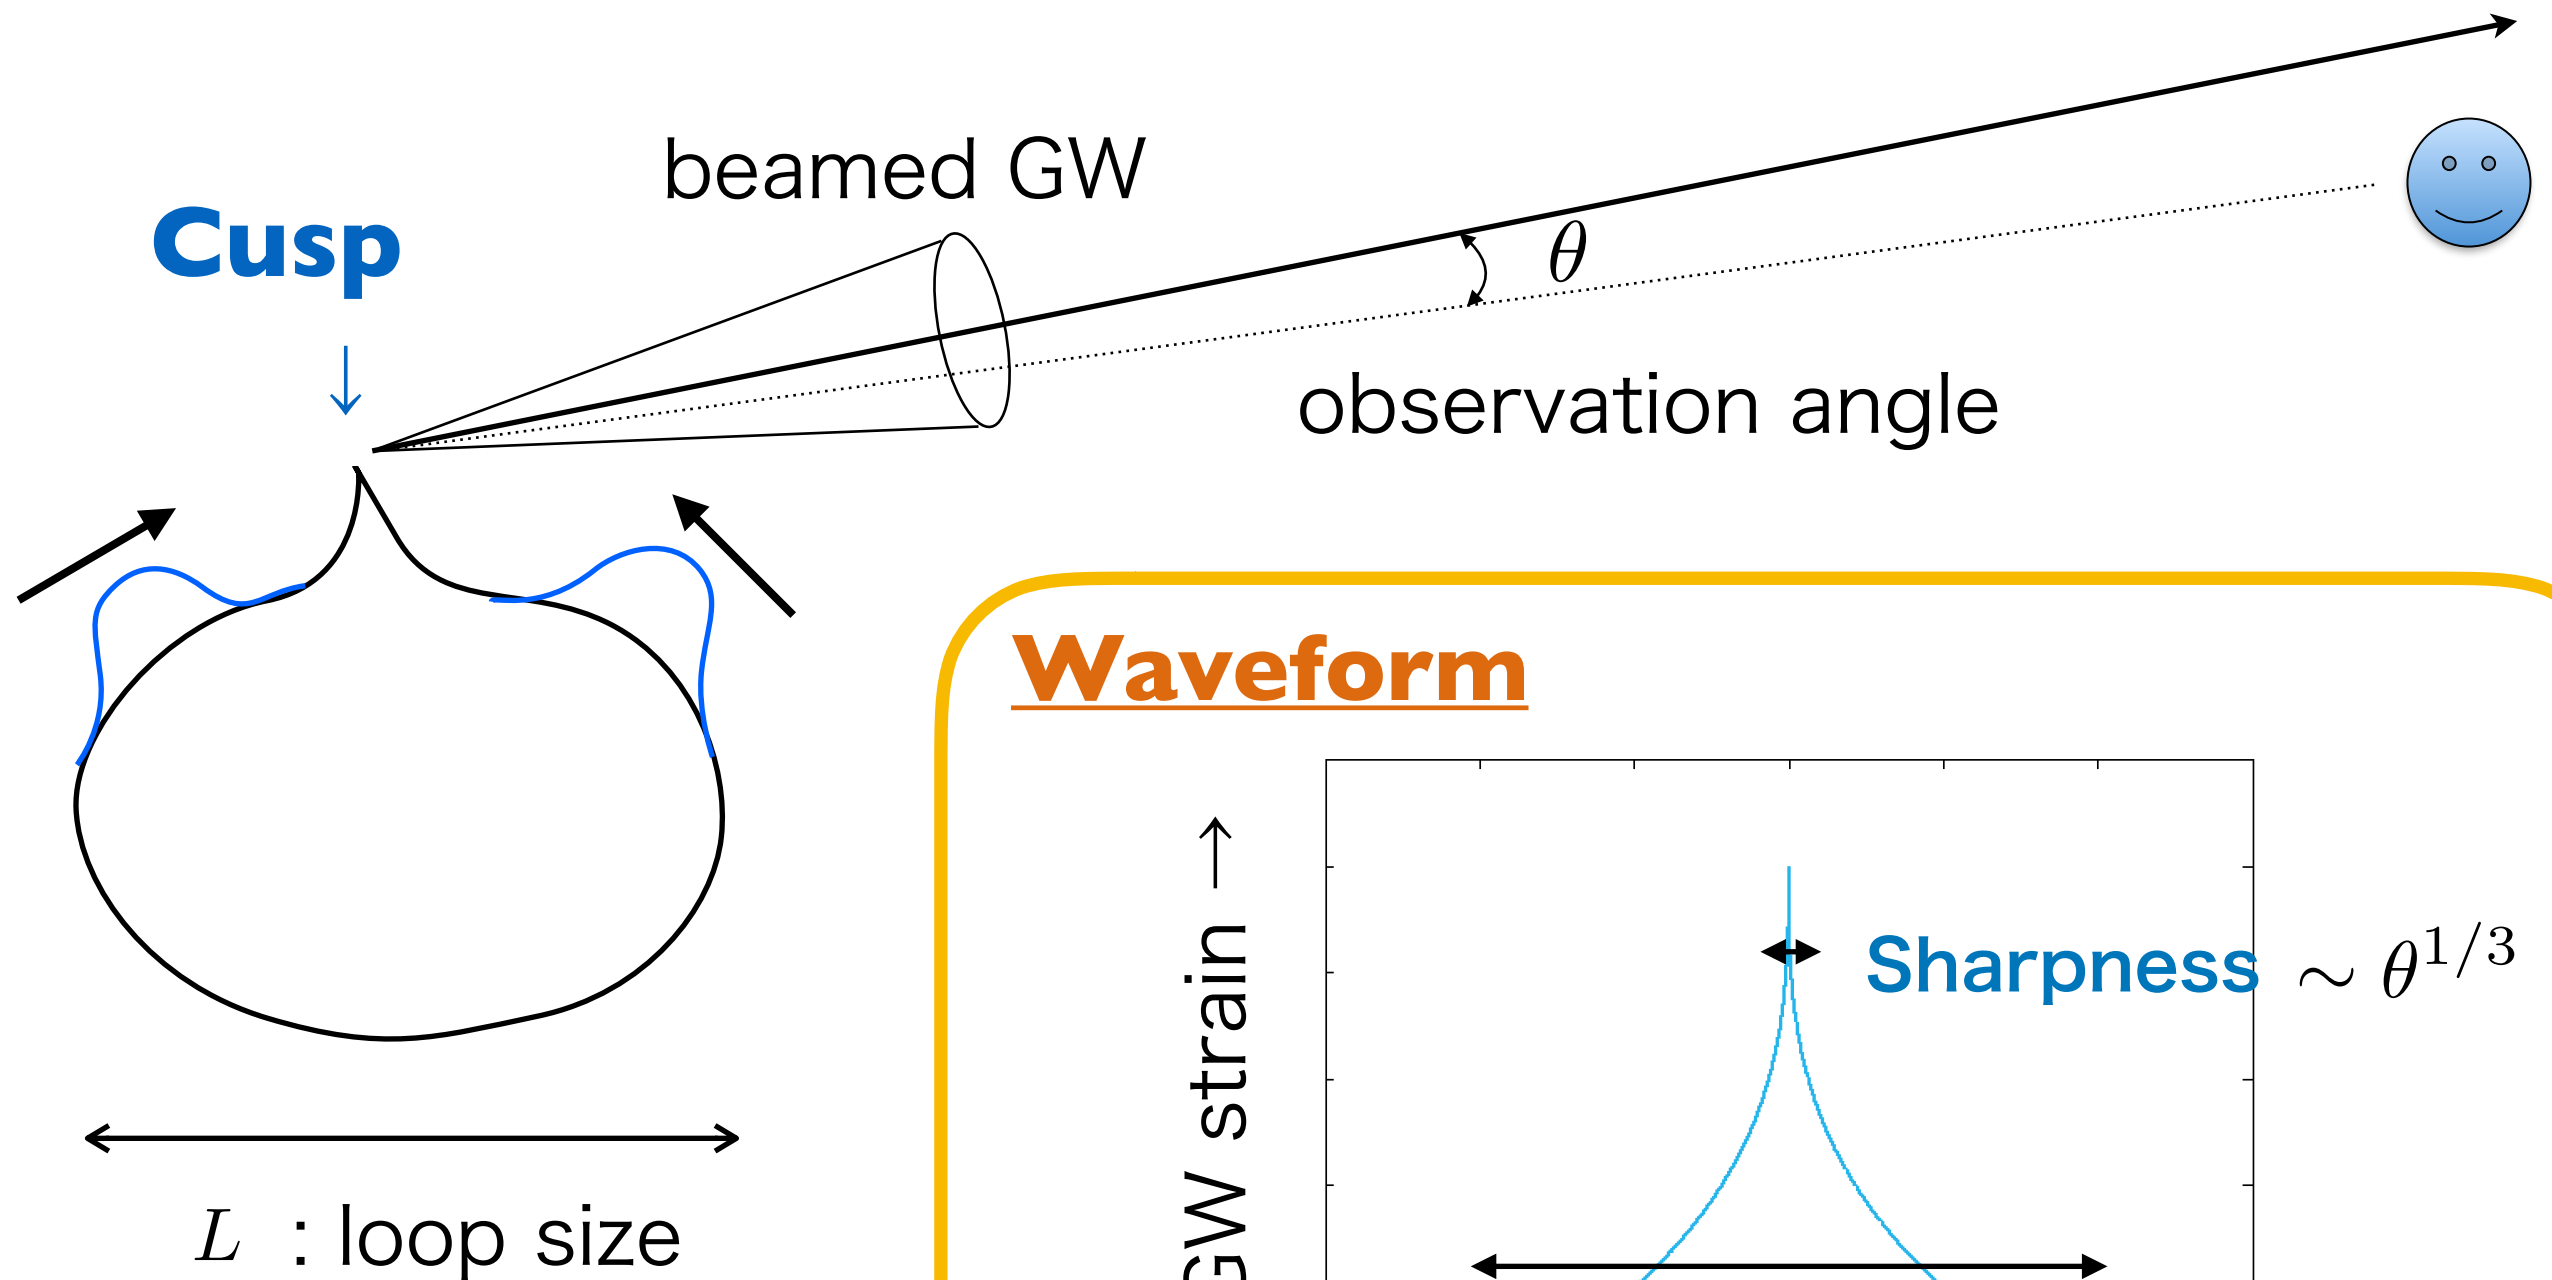 beamed GW
Cusp
θ
observation angle
Waveform
GW strain →
Sharpness ~ θ^{1/3}
L : loop size